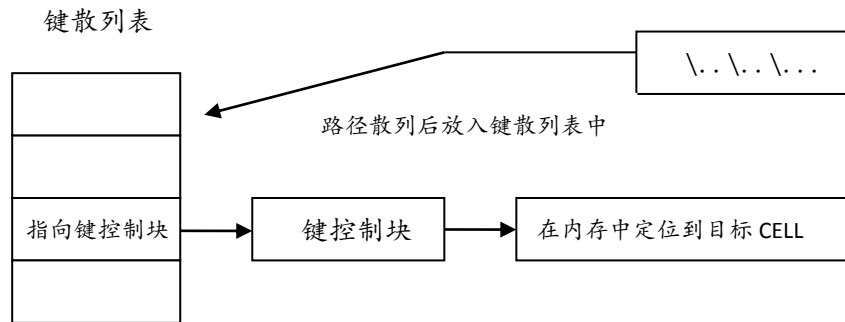 键散列表
\..\..\...
路径散列后放入键散列表中
指向键控制块
键控制块
在内存中定位到目标 CELL